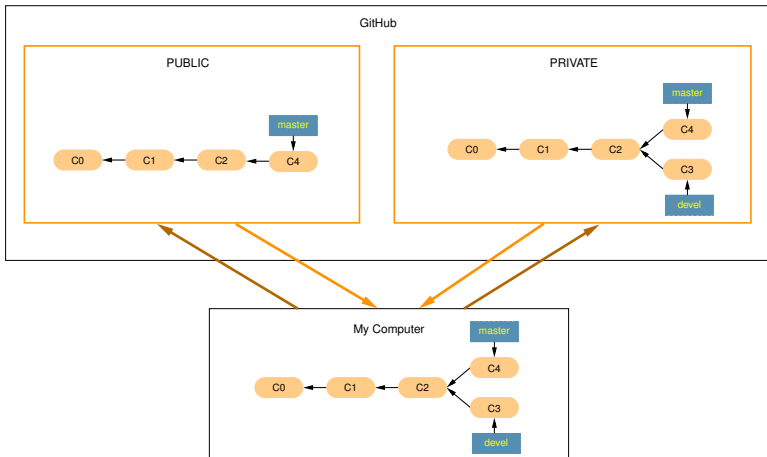 GitHub
PUBLIC
master
C0 C1 C2 C4
PRIVATE
master
C4
C0 C1 C2
C3
devel
My Computer
master
C4
C0 C1 C2
C3
devel